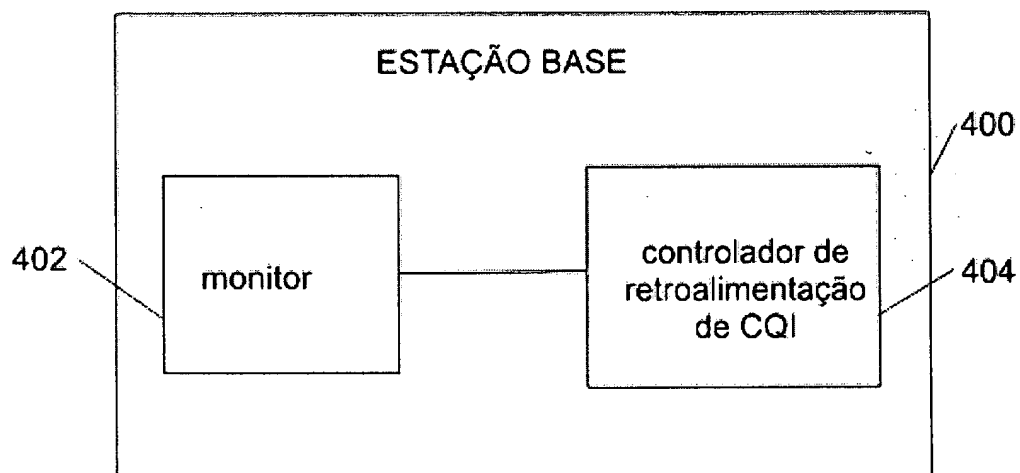 ESTAÇÃO BASE
400
402
monitor
controlador de
retroalimentação
de CQI
404